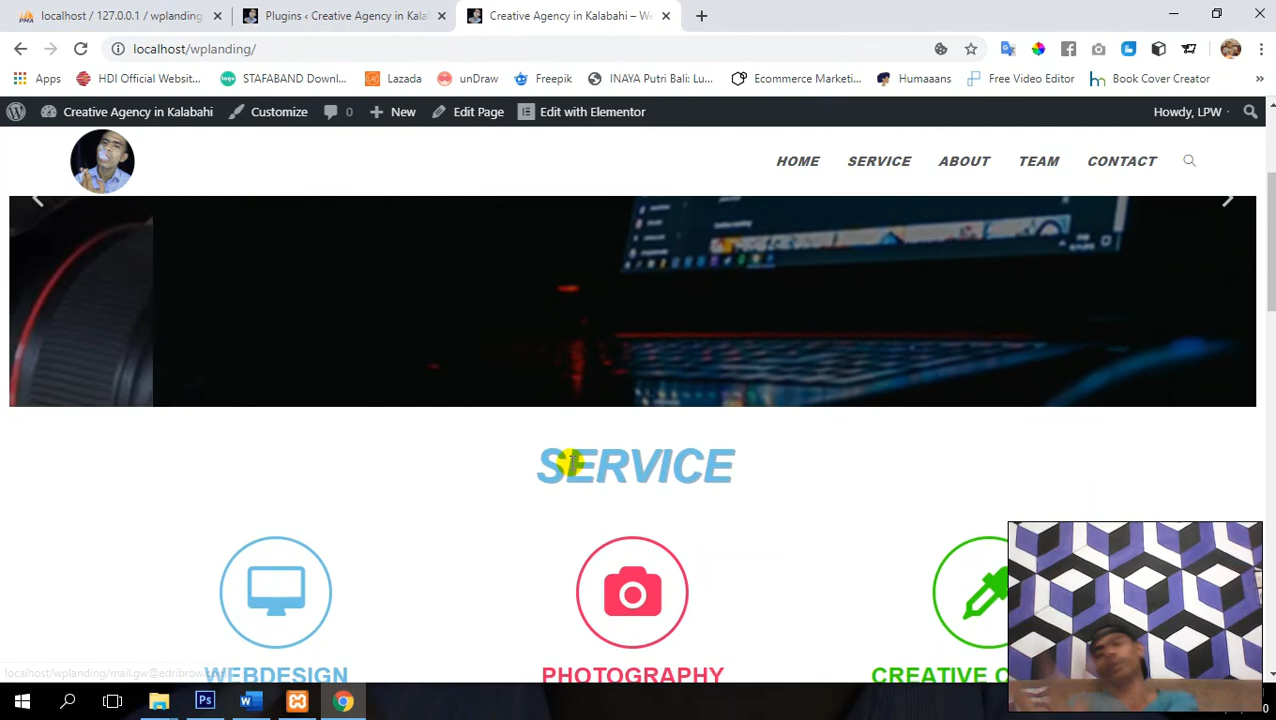 localhost / 127.0.0.1 / wplanding
Plugins ‹ Creative Agency in Kala
Creative Agency in Kalabahi – We
localhost/wplanding/
Apps
HDI Official Websit...
STAFABAND Downl...
Lazada
unDraw
Freepik
INAYA Putri Bali: Lu...
Ecommerce Marketi...
Humaaans
Free Video Editor
Book Cover Creator
»
Creative Agency in Kalabahi
Customize
0
New
Edit Page
Edit with Elementor
Howdy, LPW
HOME
SERVICE
ABOUT
TEAM
CONTACT
SERVICE
WEBDESIGN
PHOTOGRAPHY
CREATIVE